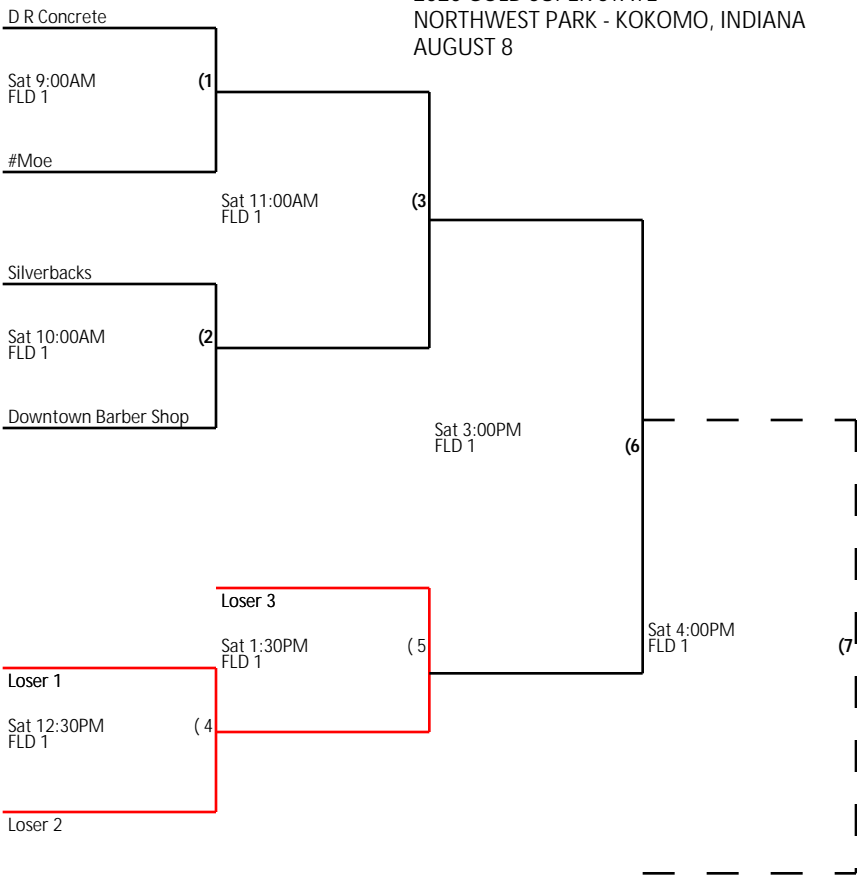 D R Concrete
NORTHWEST PARK - KOKOMO, INDIANA
AUGUST 8
Sat 9:00AM (1
FLD 1
#Moe
Sat 11:00AM (3
FLD 1
Silverbacks
Sat 10:00AM (2
FLD 1
Downtown Barber Shop
Sat 3:00PM (6
FLD 1
Loser 3
Sat 1:30PM ( 5
FLD 1
Sat 4:00PM (7
FLD 1
Loser 1
Sat 12:30PM ( 4
FLD 1
Loser 2